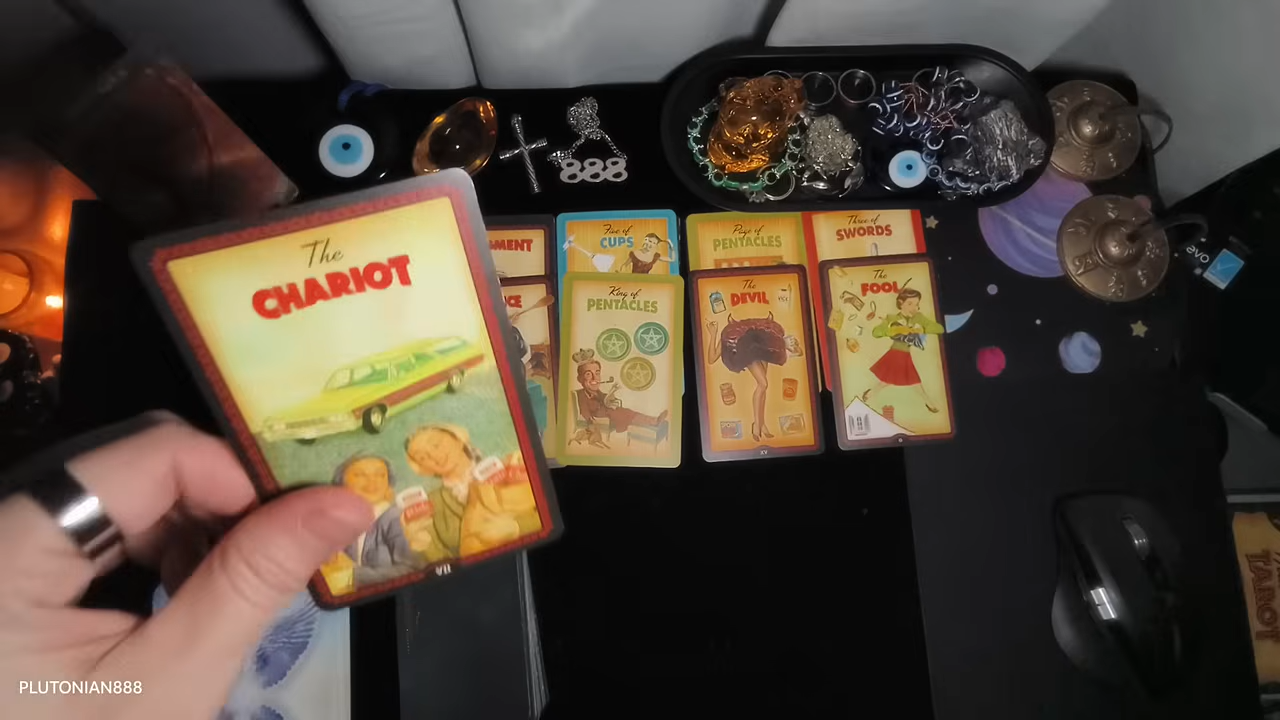 The
CHARIOT
VII
MENT
CE
Five of
CUPS
King of
PENTACLES
Page of
PENTACLES
The
DEVIL
XV
Three of
SWORDS
The
FOOL
888
evo
TAROT
PLUTONIAN888